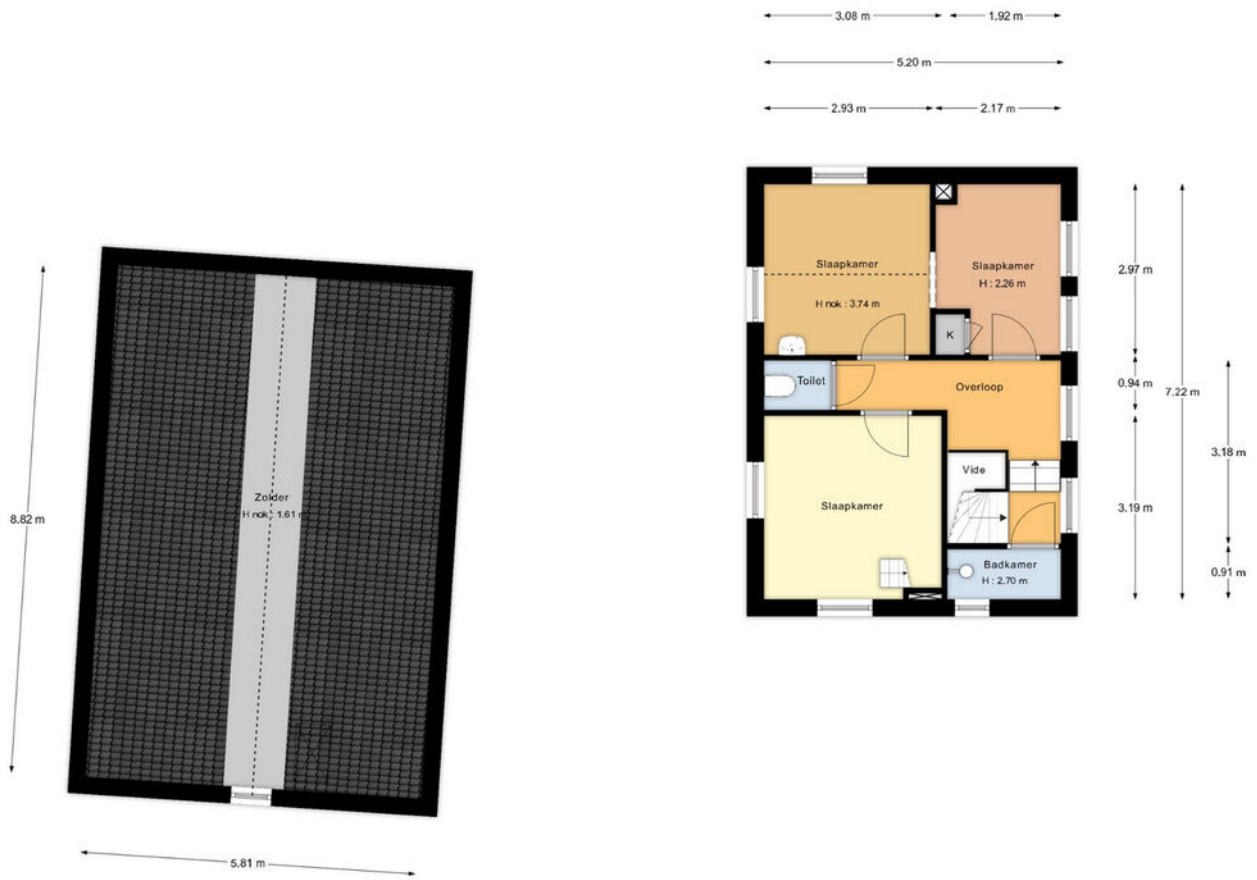 3.08 m
1.92 m
5.20 m
2.93 m
2.17 m
Slaapkamer
H nok : 3.74 m
Slaapkamer
H : 2.26 m
K
Toilet
Overloop
Vide
Slaapkamer
Badkamer
H : 2.70 m
2.97 m
0.94 m
7.22 m
3.18 m
3.19 m
0.91 m
Zolder
H nok : 1.61 m
8.82 m
5.81 m